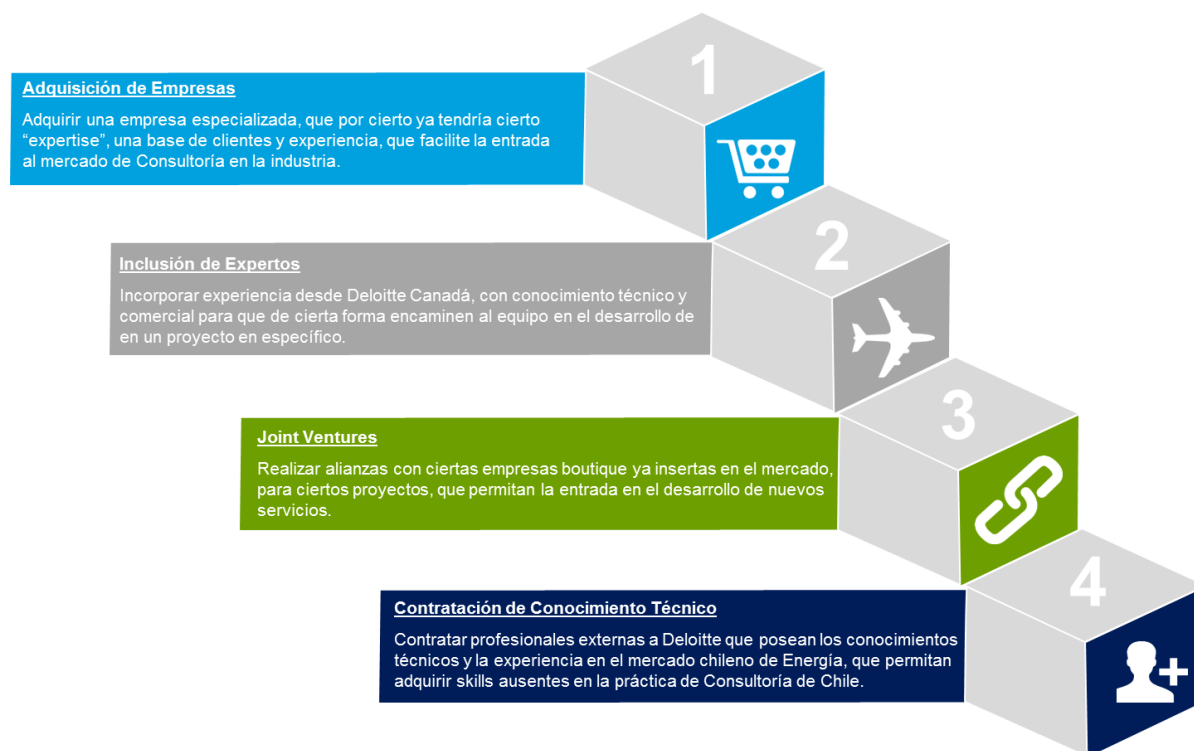 1
Adquisición de Empresas
Adquirir una empresa especializada, que por cierto ya tendría cierto
“expertise”, una base de clientes y experiencia, que facilite la entrada
al mercado de Consultoría en la industria.
2
Inclusión de Expertos
Incorporar experiencia desde Deloitte Canadá, con conocimiento técnico y
comercial para que de cierta forma encaminen al equipo en el desarrollo de
en un proyecto en específico.
3
Joint Ventures
Realizar alianzas con ciertas empresas boutique ya insertas en el mercado,
para ciertos proyectos, que permitan la entrada en el desarrollo de nuevos
servicios.
4
Contratación de Conocimiento Técnico
Contratar profesionales externas a Deloitte que posean los conocimientos
técnicos y la experiencia en el mercado chileno de Energía, que permitan
adquirir skills ausentes en la práctica de Consultoría de Chile.